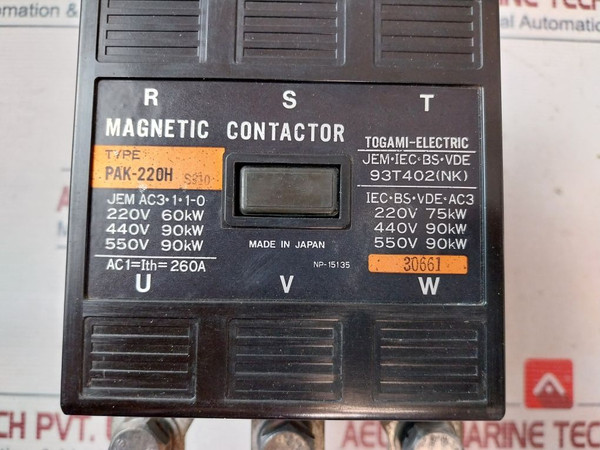 R S T
MAGNETIC CONTACTOR
TYPE
PAK-220H
JEM AC3·1·1-0
220V 60kW
440V 90kW
550V 90kW
AC1=Ith=260A
MADE IN JAPAN
NP-15135
TOGAMI-ELECTRIC
JEM·IEC·BS·VDE
93T402(NK)
IEC·BS·VDE·AC3
220V 75kW
440V 90kW
550V 90kW
30661
U V W